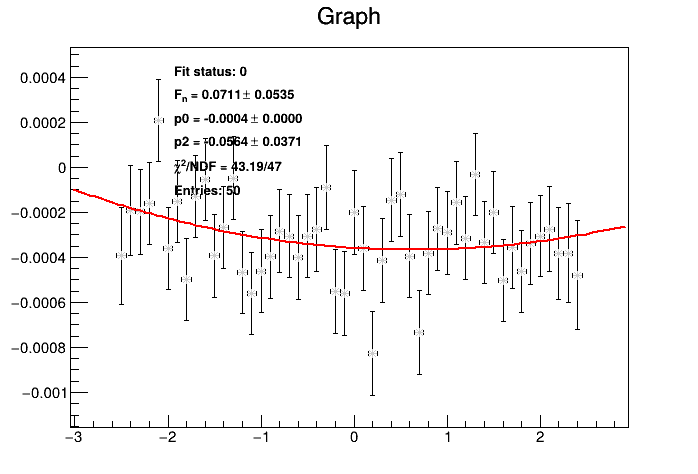 Graph
0.0004
0.0002
0
−0.0002
−0.0004
−0.0006
−0.0008
−0.001
Fit status: 0
Fn = 0.0711± 0.0535
p0 = -0.0004 ± 0.0000
p2 = -0.0564 ± 0.0371
χ²/NDF = 43.19/47
Entries: 50
−3 −2 −1 0 1 2